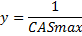 y = 1
CASmax